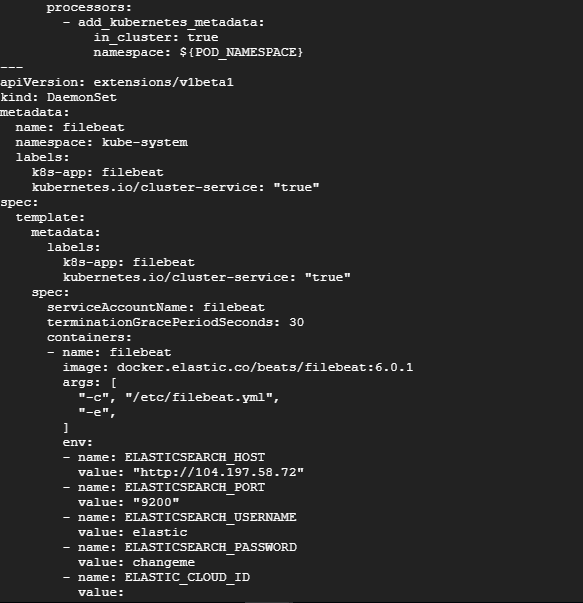 processors:
- add_kubernetes_metadata:
in_cluster: true
namespace: ${POD_NAMESPACE}
---
apiVersion: extensions/v1beta1
kind: DaemonSet
metadata:
name: filebeat
namespace: kube-system
labels:
k8s-app: filebeat
kubernetes.io/cluster-service: "true"
spec:
template:
metadata:
labels:
k8s-app: filebeat
kubernetes.io/cluster-service: "true"
spec:
serviceAccountName: filebeat
terminationGracePeriodSeconds: 30
containers:
- name: filebeat
image: docker.elastic.co/beats/filebeat:6.0.1
args: [
"-c", "/etc/filebeat.yml",
"-e",
]
env:
- name: ELASTICSEARCH_HOST
value: "http://104.197.58.72"
- name: ELASTICSEARCH_PORT
value: "9200"
- name: ELASTICSEARCH_USERNAME
value: elastic
- name: ELASTICSEARCH_PASSWORD
value: changeme
- name: ELASTIC_CLOUD_ID
value: